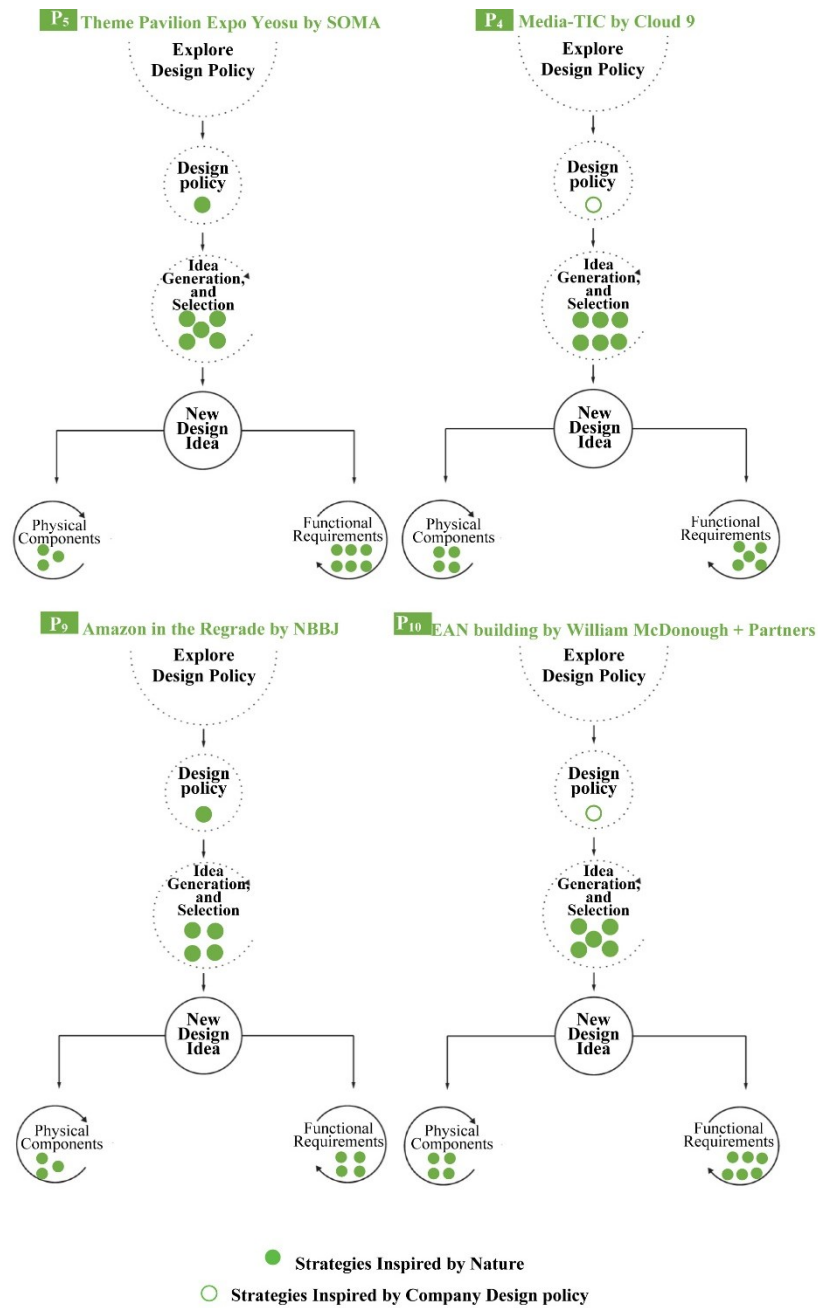 P5 Theme Pavilion Expo Yeosu by SOMA
Explore
Design Policy
Design
policy
Idea
Generation,
and
Selection
New
Design
Idea
Physical
Components
Functional
Requirements
P4 Media-TIC by Cloud 9
Explore
Design Policy
Design
policy
Idea
Generation,
and
Selection
New
Design
Idea
Physical
Components
Functional
Requirements
P9 Amazon in the Regrade by NBBJ
Explore
Design Policy
Design
policy
Idea
Generation,
and
Selection
New
Design
Idea
Physical
Components
Functional
Requirements
P10 EAN building by William McDonough + Partners
Explore
Design Policy
Design
policy
Idea
Generation,
and
Selection
New
Design
Idea
Physical
Components
Functional
Requirements
Strategies Inspired by Nature
Strategies Inspired by Company Design policy